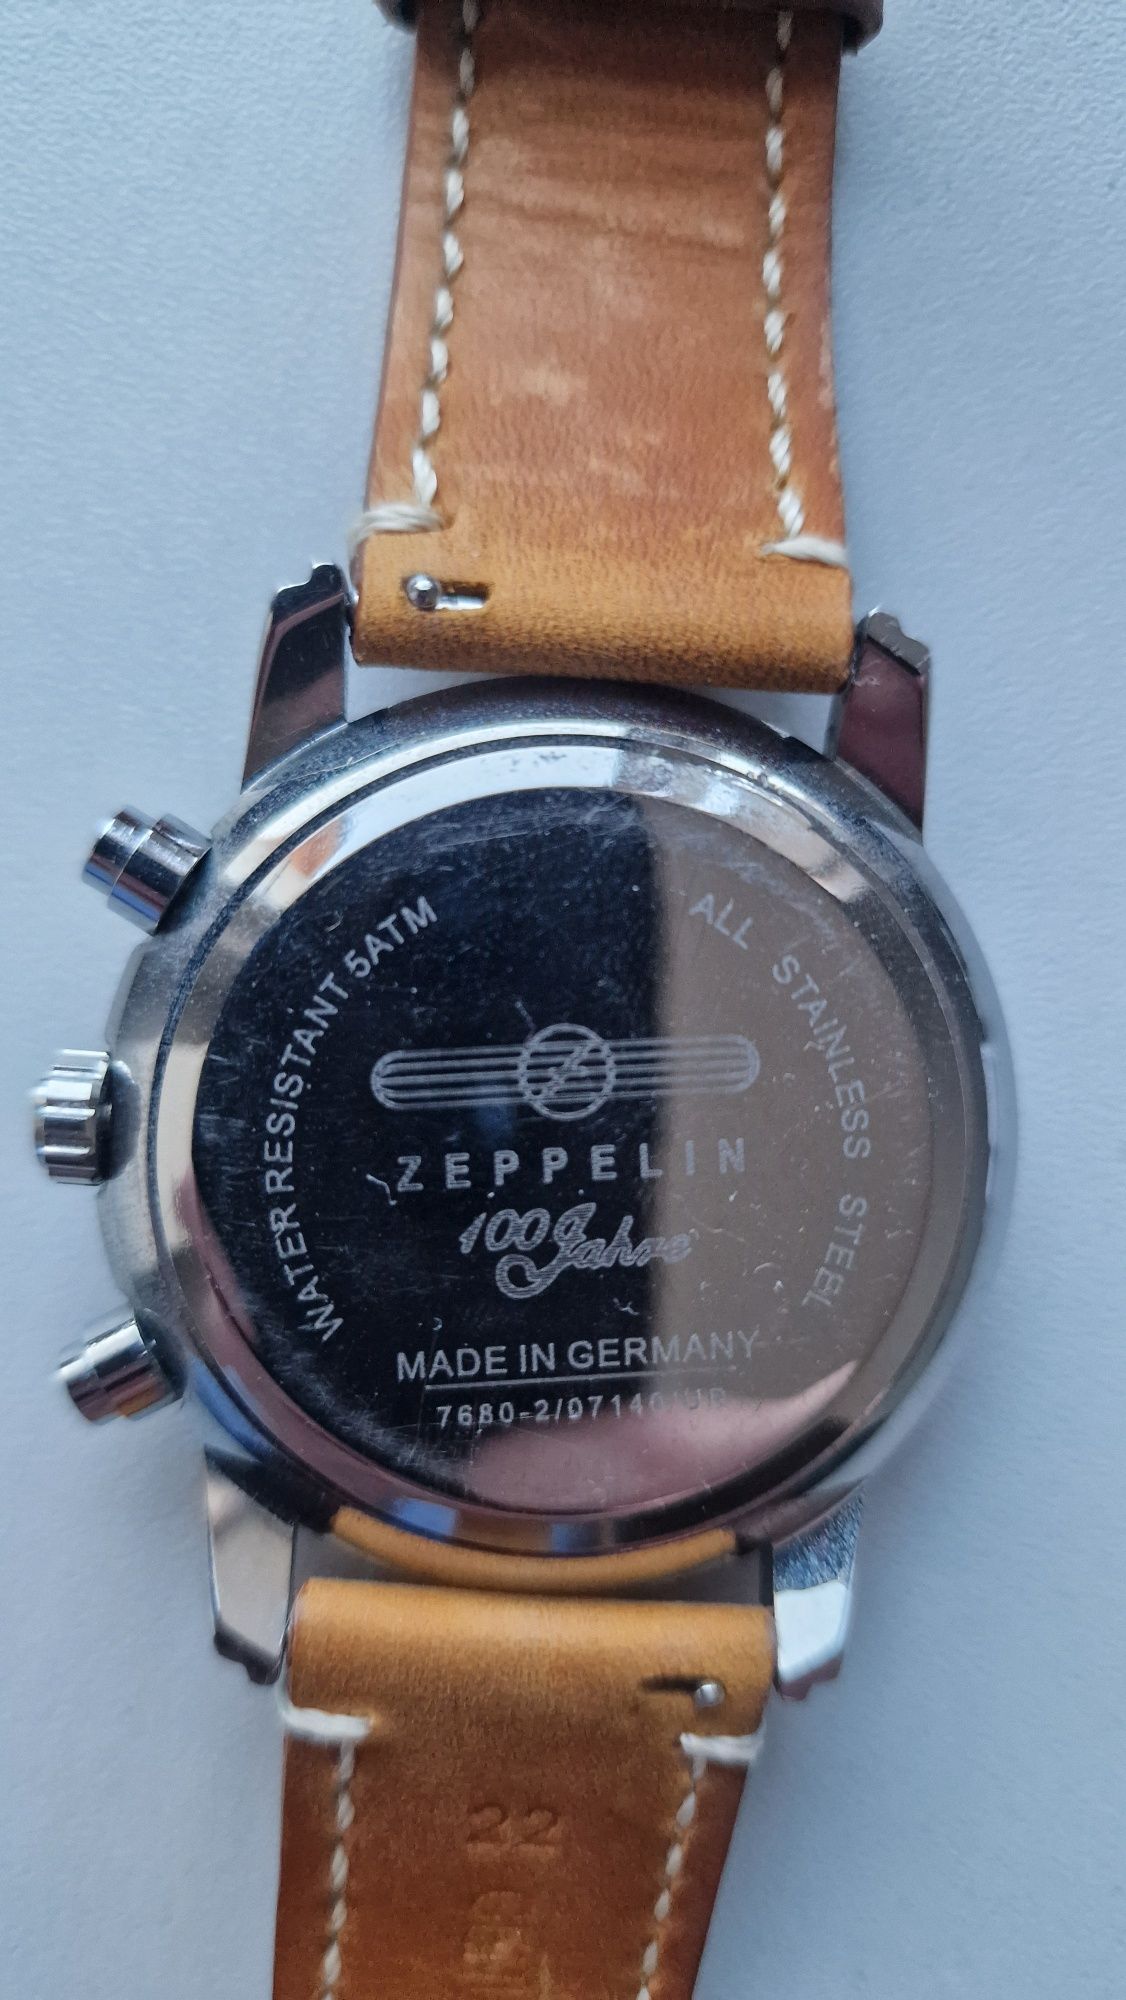 WATER RESISTANT 5ATM
ALL STAINLESS STEEL
Z
ZEPPELIN
100 Jahre
MADE IN GERMANY
22